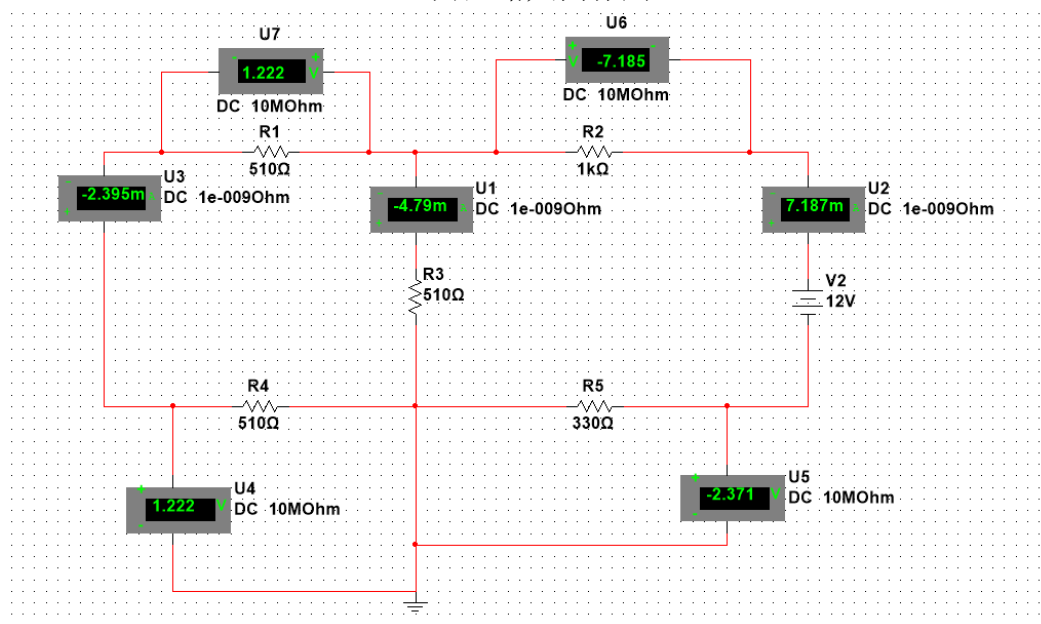 U7
U6
- +
1.222 V
+ -
V -7.185
DC 10MOhm
DC 10MOhm
R1
510Ω
R2
1kΩ
U3
-
-2.395m
+
DC 1e-009Ohm
U1
-
-4.79m
+
DC 1e-009Ohm
U2
-
7.187m
+
DC 1e-009Ohm
R3
510Ω
V2
12V
R4
510Ω
R5
330Ω
U4
+
1.222 V
-
DC 10MOhm
U5
+
-2.371 V
-
DC 10MOhm